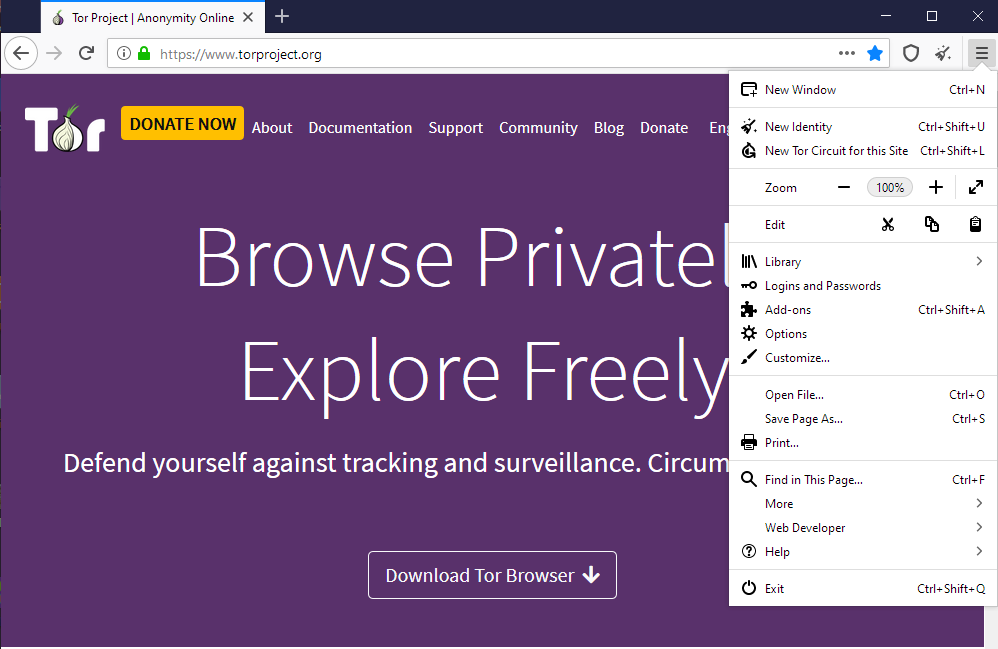 Tor Project | Anonymity Online
https://www.torproject.org
Tor
DONATE NOW
About
Documentation
Support
Community
Blog
Donate
Browse Privatel
Explore Freely
Defend yourself against tracking and surveillance. Circum
Download Tor Browser
New Window Ctrl+N
New Identity Ctrl+Shift+U
New Tor Circuit for this Site Ctrl+Shift+L
Zoom 100%
Edit
Library
Logins and Passwords
Add-ons Ctrl+Shift+A
Options
Customize...
Open File... Ctrl+O
Save Page As... Ctrl+S
Print...
Find in This Page... Ctrl+F
More
Web Developer
Help
Exit Ctrl+Shift+Q